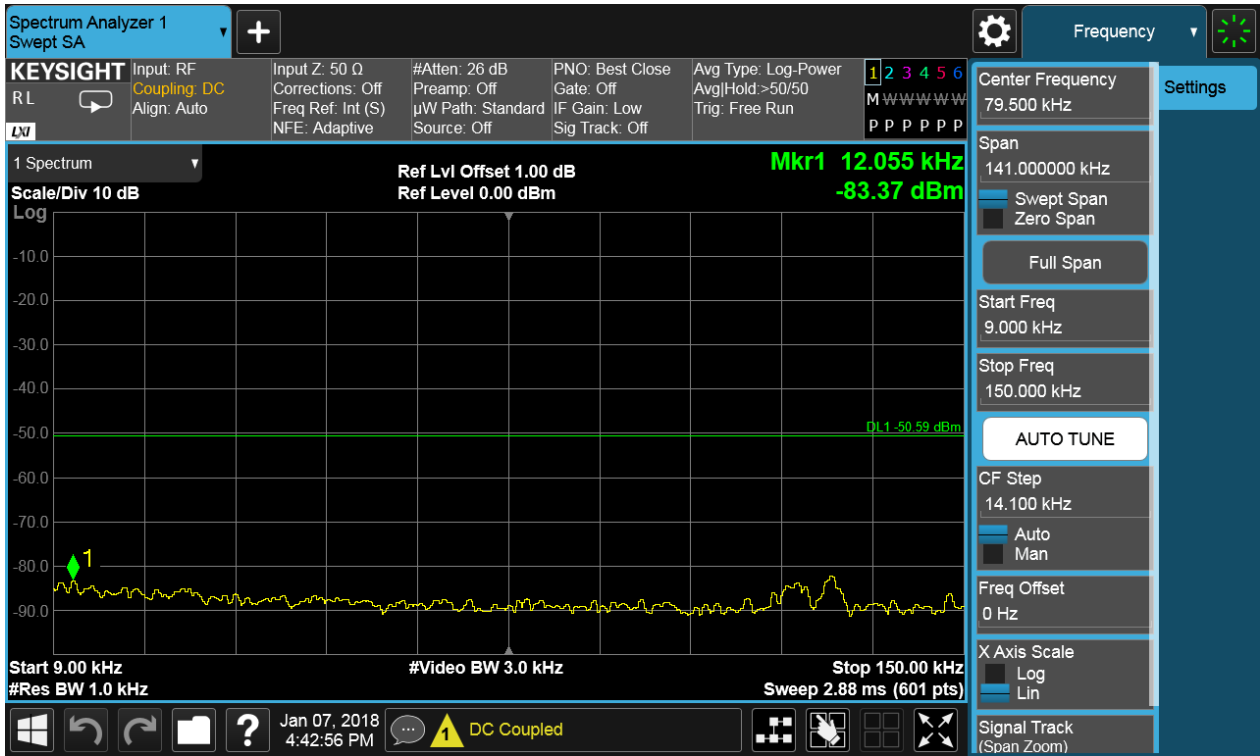 Spectrum Analyzer 1
Swept SA
Frequency
KEYSIGHT
R L
LXI
Input: RF
Coupling: DC
Align: Auto
Input Z: 50 Ω
Corrections: Off
Freq Ref: Int (S)
NFE: Adaptive
#Atten: 26 dB
Preamp: Off
µW Path: Standard
Source: Off
PNO: Best Close
Gate: Off
IF Gain: Low
Sig Track: Off
Avg Type: Log-Power
Avg|Hold:>50/50
Trig: Free Run
1 2 3 4 5 6
M W W W W W
P P P P P P
1 Spectrum
Scale/Div 10 dB
Ref Lvl Offset 1.00 dB
Ref Level 0.00 dBm
Mkr1 12.055 kHz
-83.37 dBm
Log
-10.0
-20.0
-30.0
-40.0
-50.0
DL1 -50.59 dBm
-60.0
-70.0
-80.0
1
-90.0
Start 9.00 kHz
#Video BW 3.0 kHz
Stop 150.00 kHz
#Res BW 1.0 kHz
Sweep 2.88 ms (601 pts)
Center Frequency
79.500 kHz
Span
141.000000 kHz
Swept Span
Zero Span
Full Span
Start Freq
9.000 kHz
Stop Freq
150.000 kHz
AUTO TUNE
CF Step
14.100 kHz
Auto
Man
Freq Offset
0 Hz
X Axis Scale
Log
Lin
Signal Track
(Span Zoom)
Settings
?
Jan 07, 2018
4:42:56 PM
1
DC Coupled